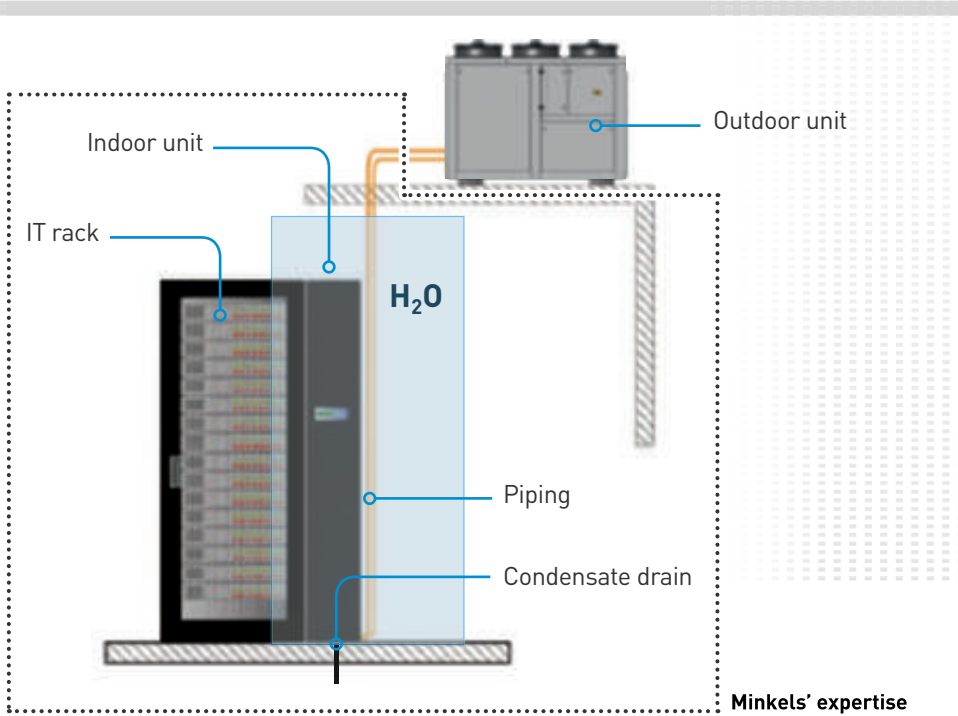 Outdoor unit
Indoor unit
IT rack
H₂O
Piping
Condensate drain
Minkels’ expertise